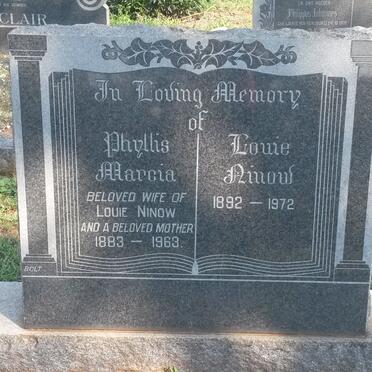 CLAIR
In Loving Memory
of
Phyllis
Marcia
BELOVED WIFE OF
LOUIE NINOW
AND A BELOVED MOTHER
1883 – 1963.
Louie
Ninow
1892 – 1972
BOLT